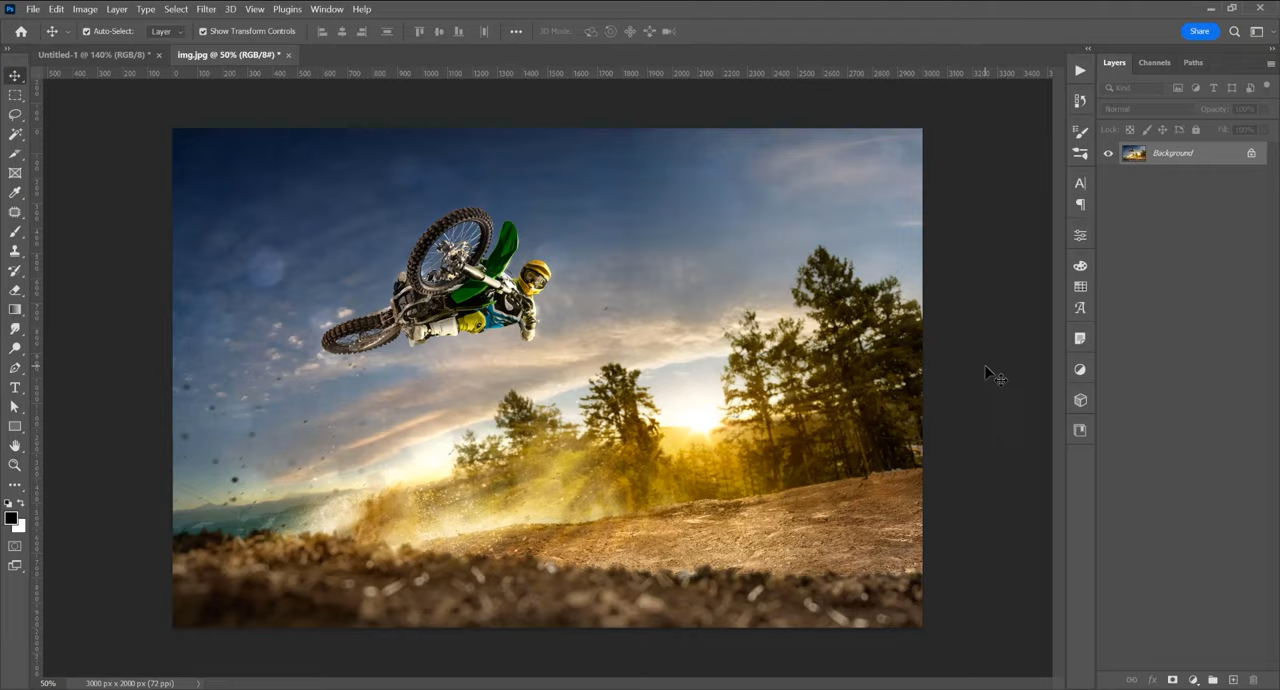 Ps File Edit Image Layer Type Select Filter 3D View Plugins Window Help
Auto-Select: Layer Show Transform Controls 3D Mode: Share
Untitled-1 @ 140% (RGB/8) * × img.jpg @ 50% (RGB/8#) * ×
500 400 300 200 100 0 100 200 300 400 500 600 700 800 900 1000 1100 1200 1300 1400 1500 1600 1700 1800 1900 2000 2100 2200 2300 2400 2500 2600 2700 2800 2900 3000 3100 3200 3300 3400
Layers Channels Paths
Kind
Normal Opacity: 100%
Lock: Fill: 100%
Background
50% 3000 px x 2000 px (72 ppi)